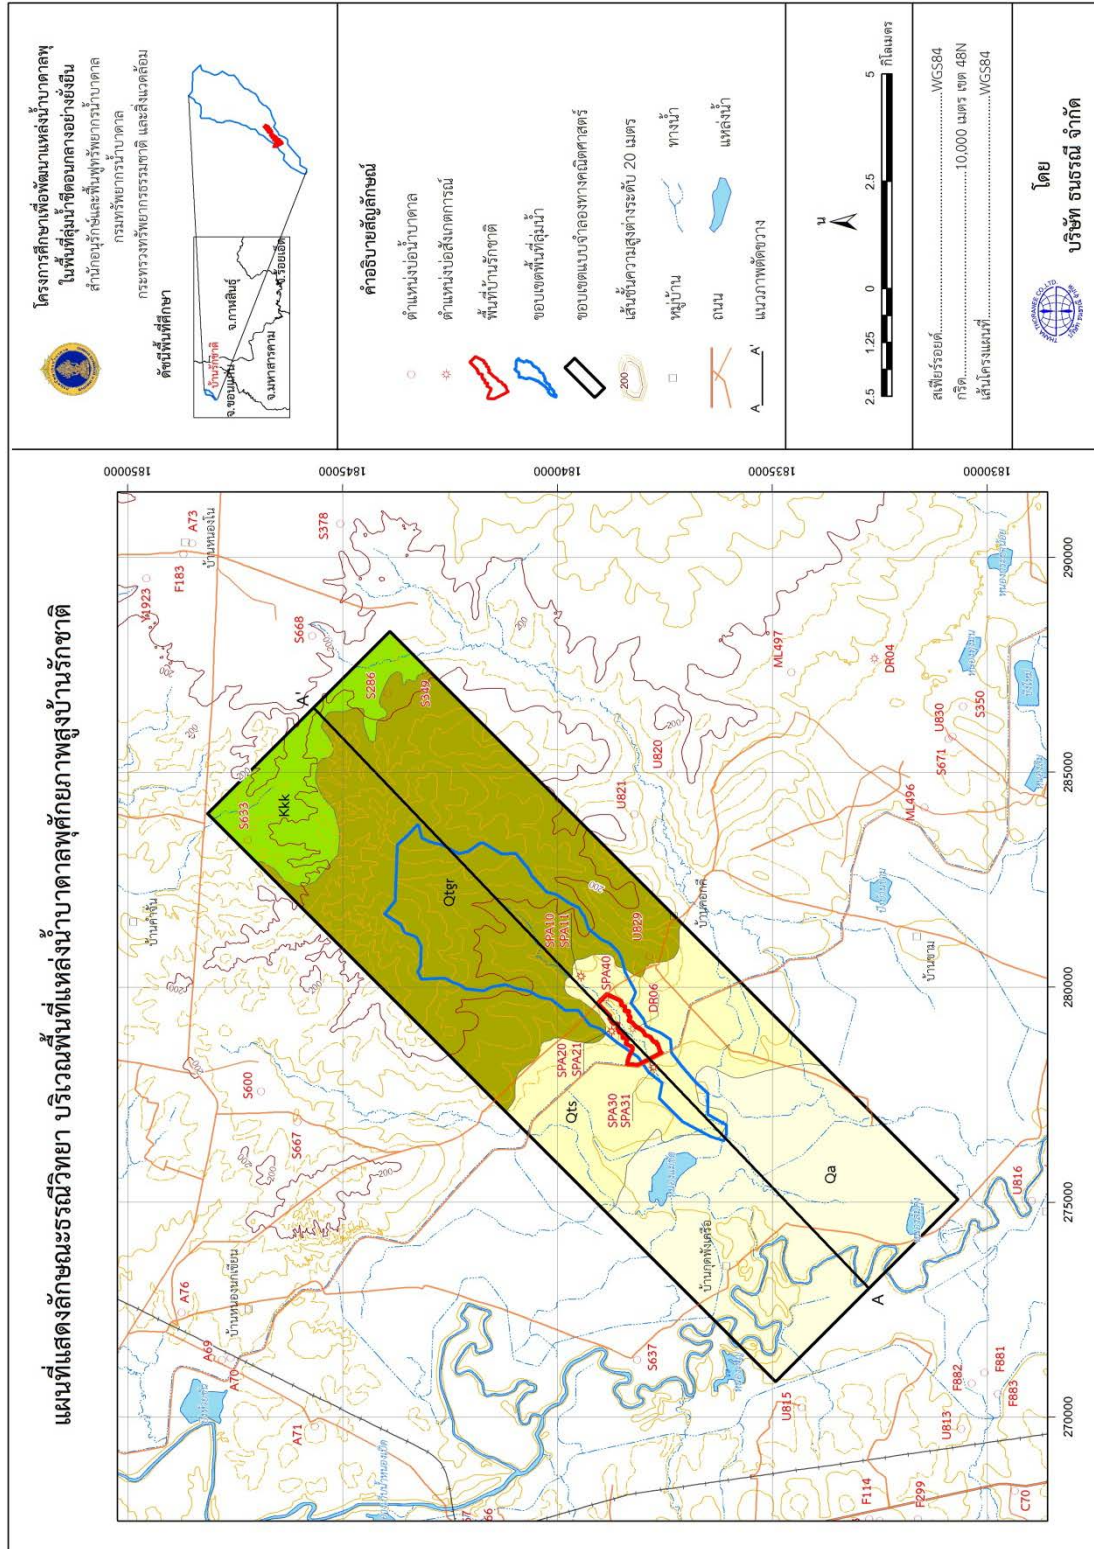 แผนที่แสดงลักษณะธรณีวิทยา บริเวณพื้นที่แหล่งน้ำบาดาลพุศักยภาพสูงบ้านรักชาติ
1850000
1845000
1840000
1835000
1830000
270000
275000
280000
285000
290000
F183
A73
บ้านหนองโน
S378
S668
A'
S286
S349
S633
Kkk
บ้านคำจั้น
Qtgr
SPA10
SPA11
U829
U821
U820
ML497
DR04
U830
S671
S350
ML496
บ้านขาม
SPA40
DR06
SPA20
SPA21
SPA30
SPA31
Qts
Qa
S600
S667
200
200
200
200
200
A76
A69
A70
A71
บ้านหนองนกเขียน
บ้านกุดพังเครือ
S637
A
U816
U815
U813
F882
F881
F883
F114
F299
C70
โครงการศึกษาเพื่อพัฒนาแหล่งน้ำบาดาลพุ
ในพื้นที่ลุ่มน้ำชีตอนกลางอย่างยั่งยืน
สำนักอนุรักษ์และฟื้นฟูทรัพยากรน้ำบาดาล
กรมทรัพยากรน้ำบาดาล
กระทรวงทรัพยากรธรรมชาติ และสิ่งแวดล้อม
ดัชนีพื้นที่ศึกษา
บ้านรักชาติ
จ.ขอนแก่น
จ.กาฬสินธุ์
จ.มหาสารคาม
จ.ร้อยเอ็ด
คำอธิบายสัญลักษณ์
ตำแหน่งบ่อน้ำบาดาล
ตำแหน่งบ่อสังเกตการณ์
พื้นที่บ้านรักชาติ
ขอบเขตพื้นที่ลุ่มน้ำ
ขอบเขตแบบจำลองทางคณิตศาสตร์
200 เส้นชั้นความสูงต่างระดับ 20 เมตร
หมู่บ้าน
ทางน้ำ
ถนน
แหล่งน้ำ
A A' แนวภาพตัดขวาง
น
2.5 1.25 0 2.5 5
กิโลเมตร
สเฟียร์รอยด์..............WGS84
กริด..............10,000 เมตร เขต 48N
เส้นโครงแผนที่..............WGS84
THANA THORANEE CO.,LTD.
บริษัท ธนธรณี จำกัด
โดย
บริษัท ธนธรณี จำกัด